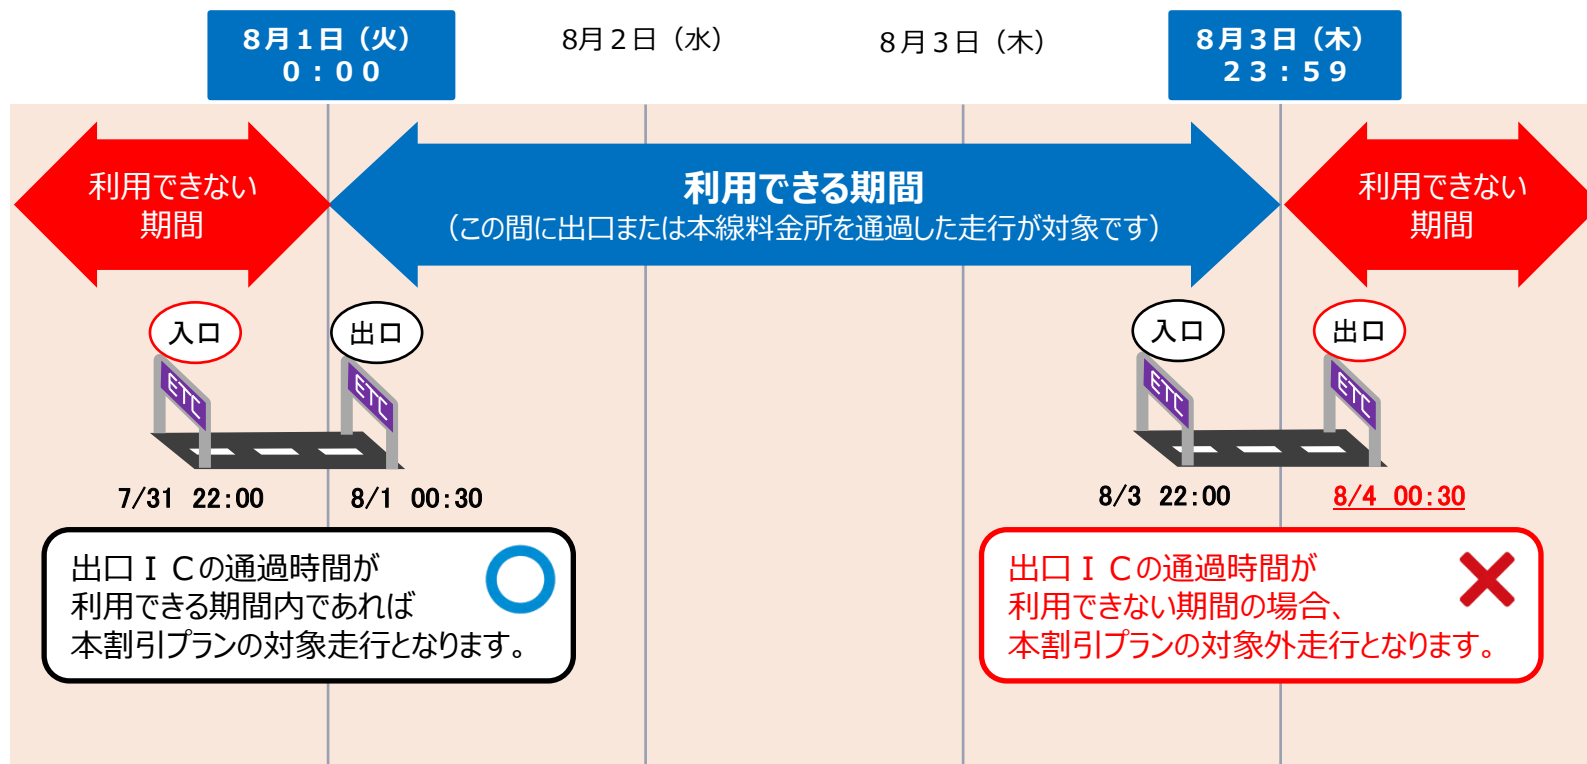 8月1日（火）
0：00
8月２日（水）
８月３日（木）
8月3日（木）
23：59
利用できない
期間
利用できる期間
（この間に出口または本線料金所を通過した走行が対象です）
利用できない
期間
入口
出口
入口
出口
ETC
ETC
ETC
ETC
7/31 22:00
8/1 00:30
8/3 22:00
8/4 00:30
出口ＩＣの通過時間が
利用できる期間内であれば
本割引プランの対象走行となります。
出口ＩＣの通過時間が
利用できない期間の場合、
本割引プランの対象外走行となります。